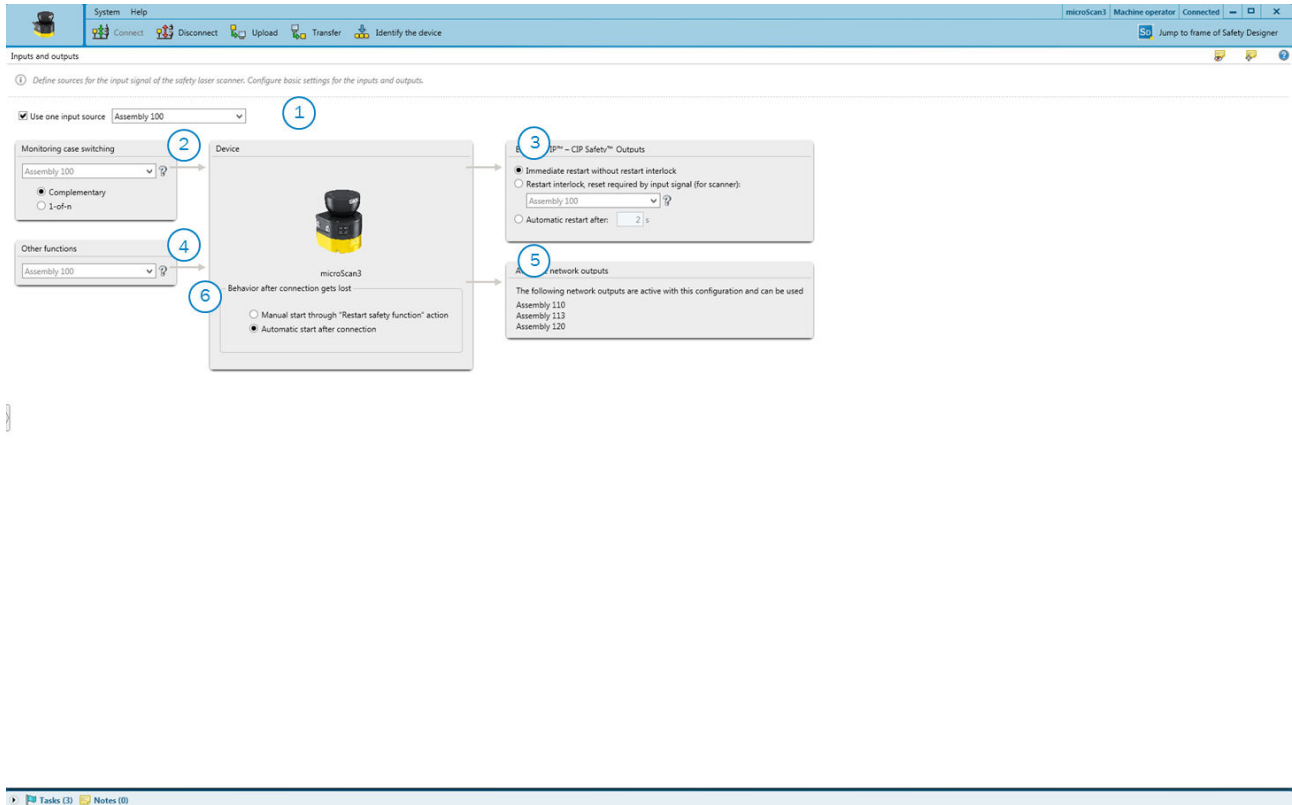 System Help
microScan3 Machine operator Connected
Connect Disconnect Upload Transfer Identify the device
So Jump to frame of Safety Designer
Inputs and outputs
Define sources for the input signal of the safety laser scanner. Configure basic settings for the inputs and outputs.
Use one input source Assembly 100
1
Monitoring case switching
2
Assembly 100
Complementary
1-of-n
Other functions
4
Assembly 100
Device
microScan3
6
Behavior after connection gets lost
Manual start through "Restart safety function" action
Automatic start after connection
3
IP™ – CIP Safety™ Outputs
Immediate restart without restart interlock
Restart interlock, reset required by input signal (for scanner):
Assembly 100
Automatic restart after: 2 s
5
network outputs
The following network outputs are active with this configuration and can be used
Assembly 110
Assembly 113
Assembly 120
Tasks (3) Notes (0)